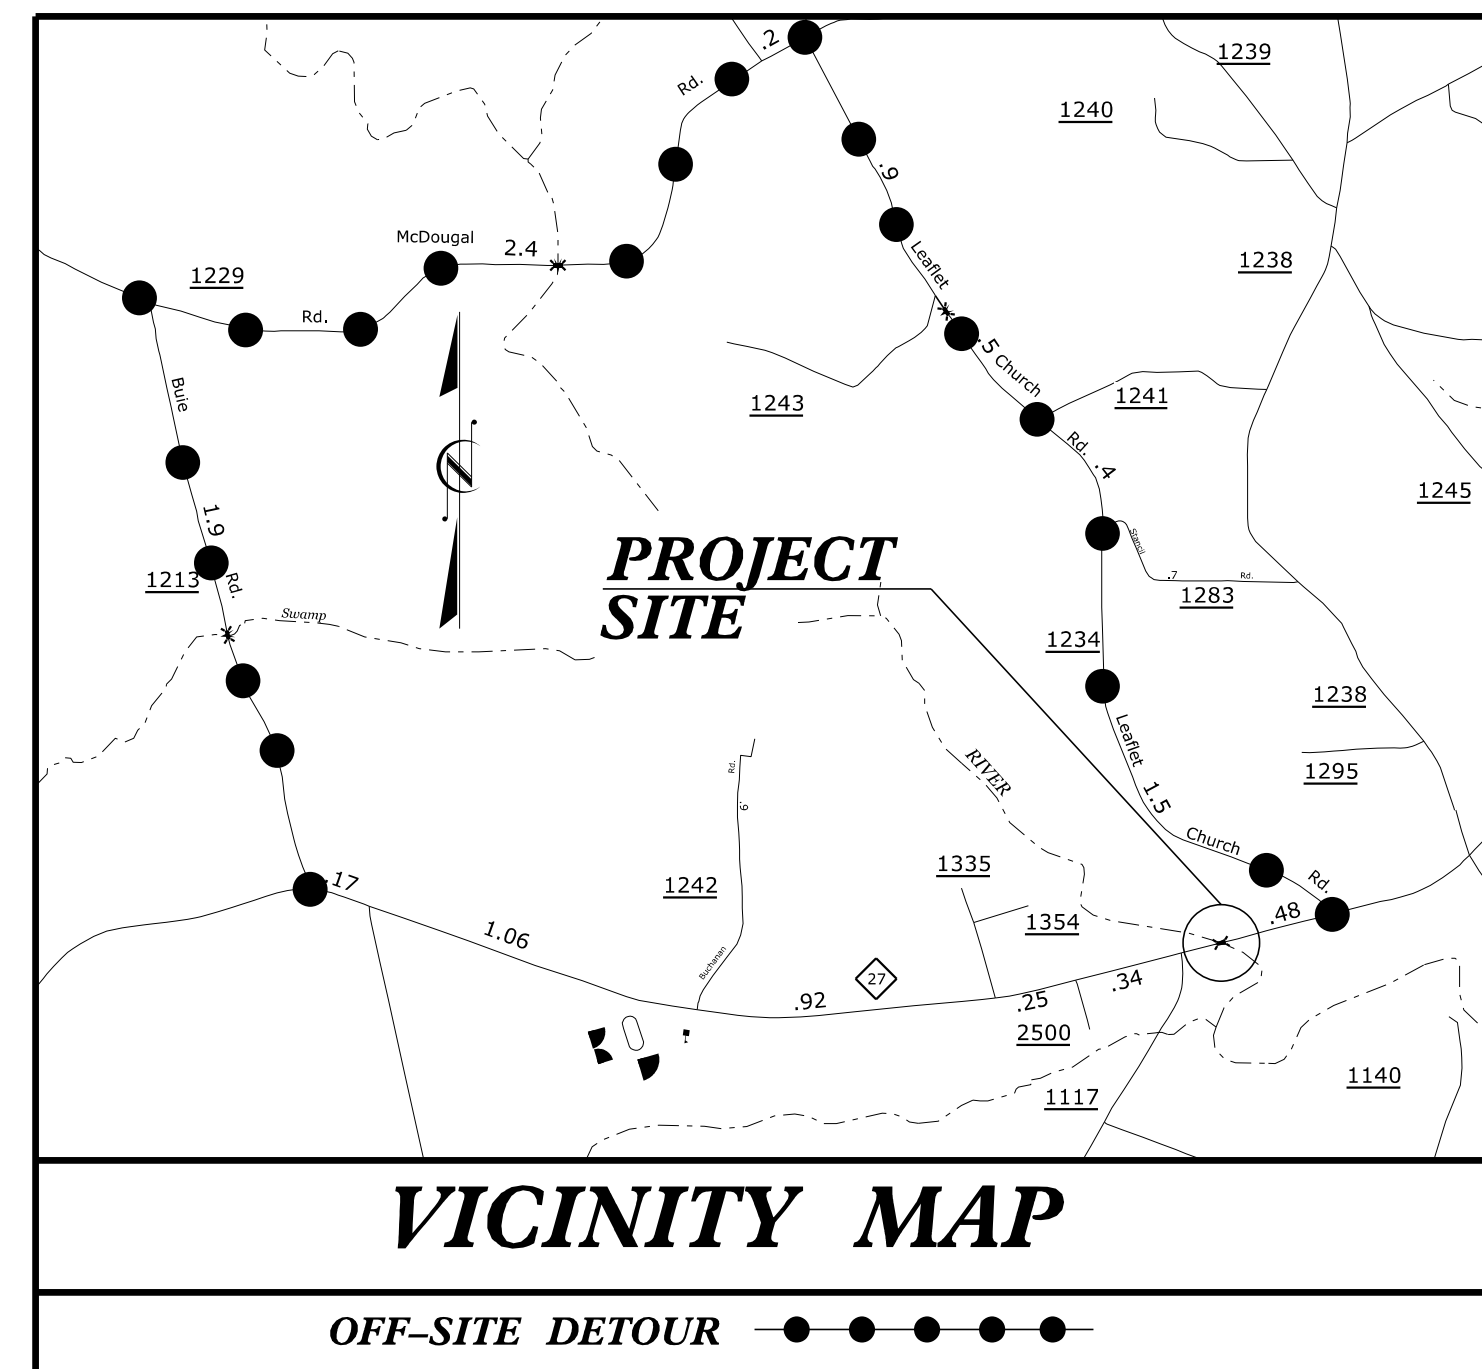 .2
1239
Rd.
1240
.9
McDougal
2.4
1238
Leaflet
1229
Rd.
.5
Church
Buie
1243
1241
Rd.
.4
N
1245
1.9
PROJECT
SITE
Stancil
.7
Rd.
1213
Rd.
1283
Swamp
1234
1238
Leaflet
RIVER
Rd.
1295
.9
1.5
Church
1242
1335
.17
Rd.
1.06
1354
.48
Buchanan
27
.92
.25
.34
2500
1117
1140
VICINITY MAP
OFF–SITE DETOUR